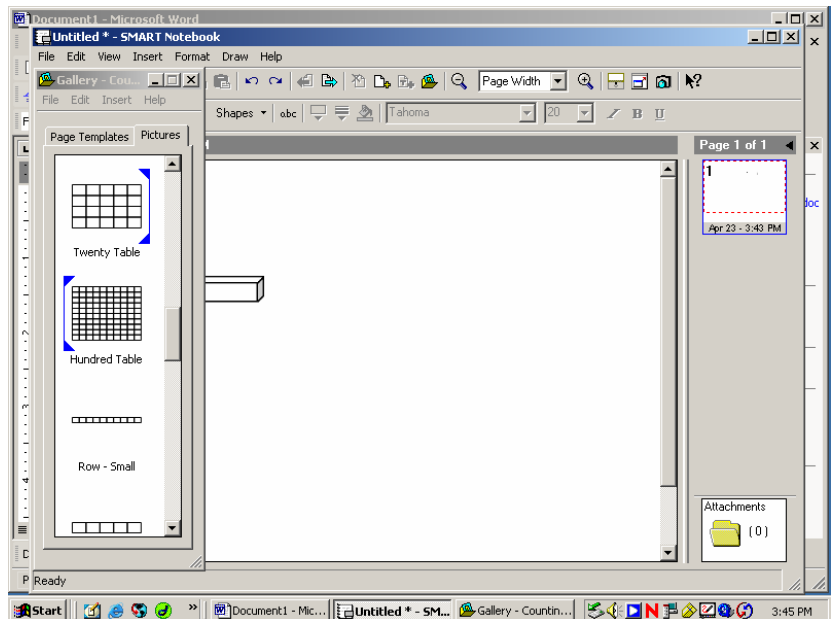 Document1 - Microsoft Word
Untitled * - SMART Notebook
File Edit View Insert Format Draw Help
Gallery - Cou...
Page Width
File Edit Insert Help
Shapes abc Tahoma 20 I B U
Page Templates Pictures
Page 1 of 1
1
doc
Apr 23 - 3:43 PM
Twenty Table
Hundred Table
Row - Small
Attachments
(0)
D
P
Ready
Start » Document1 - Mic... Untitled * - SM... Gallery - Countin... N 3:45 PM